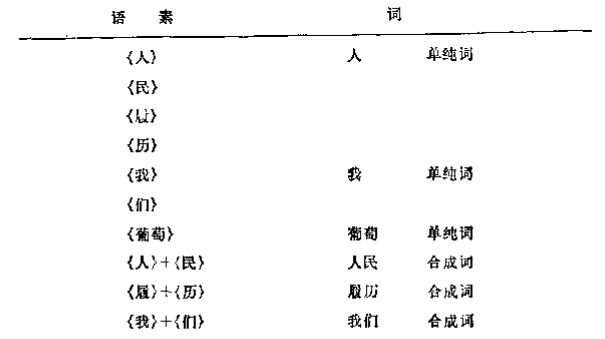 语 素 词
{人} 人 单纯词
{民}
{履}
{历}
{我} 我 单纯词
{们}
{葡萄} 葡萄 单纯词
{人}+{民} 人民 合成词
{履}+{历} 履历 合成词
{我}+{们} 我们 合成词